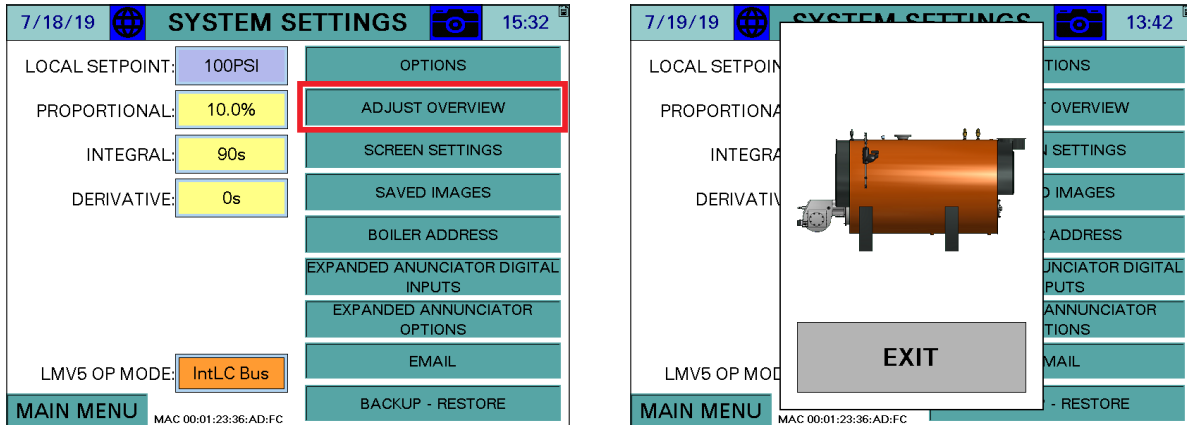 7/18/19 SYSTEM SETTINGS 15:32
LOCAL SETPOINT: 100PSI OPTIONS
PROPORTIONAL: 10.0% ADJUST OVERVIEW
INTEGRAL: 90s SCREEN SETTINGS
DERIVATIVE: 0s SAVED IMAGES
BOILER ADDRESS
EXPANDED ANUNCIATOR DIGITAL
INPUTS
EXPANDED ANNUNCIATOR
OPTIONS
EMAIL
LMV5 OP MODE: IntLC Bus
BACKUP - RESTORE
MAIN MENU MAC 00:01:23:36:AD:FC
7/19/19 SYSTEM SETTINGS 13:42
LOCAL SETPOIN TIONS
PROPORTIONA OVERVIEW
INTEGRA SETTINGS
DERIVATIV IMAGES
ADDRESS
UNCIATOR DIGITAL
PUTS
ANNUNCIATOR
TIONS
EXIT
MAIL
LMV5 OP MOD
- RESTORE
MAIN MENU MAC 00:01:23:36:AD:FC